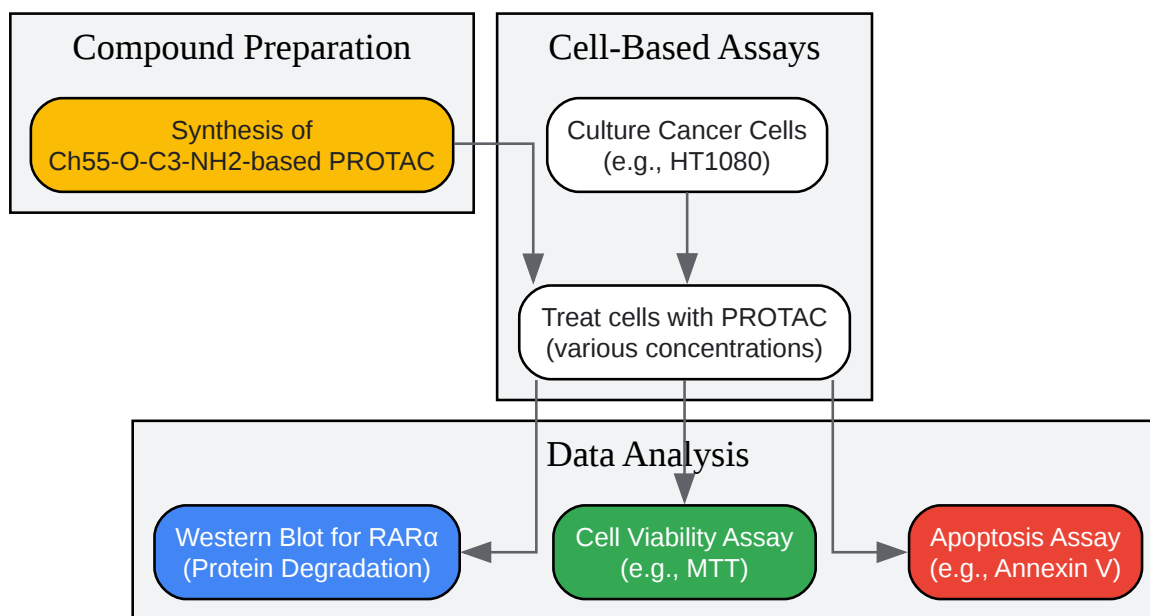 Compound Preparation
Synthesis of
Ch55-O-C3-NH2-based PROTAC
Cell-Based Assays
Culture Cancer Cells
(e.g., HT1080)
Treat cells with PROTAC
(various concentrations)
Data Analysis
Western Blot for RARα
(Protein Degradation)
Cell Viability Assay
(e.g., MTT)
Apoptosis Assay
(e.g., Annexin V)